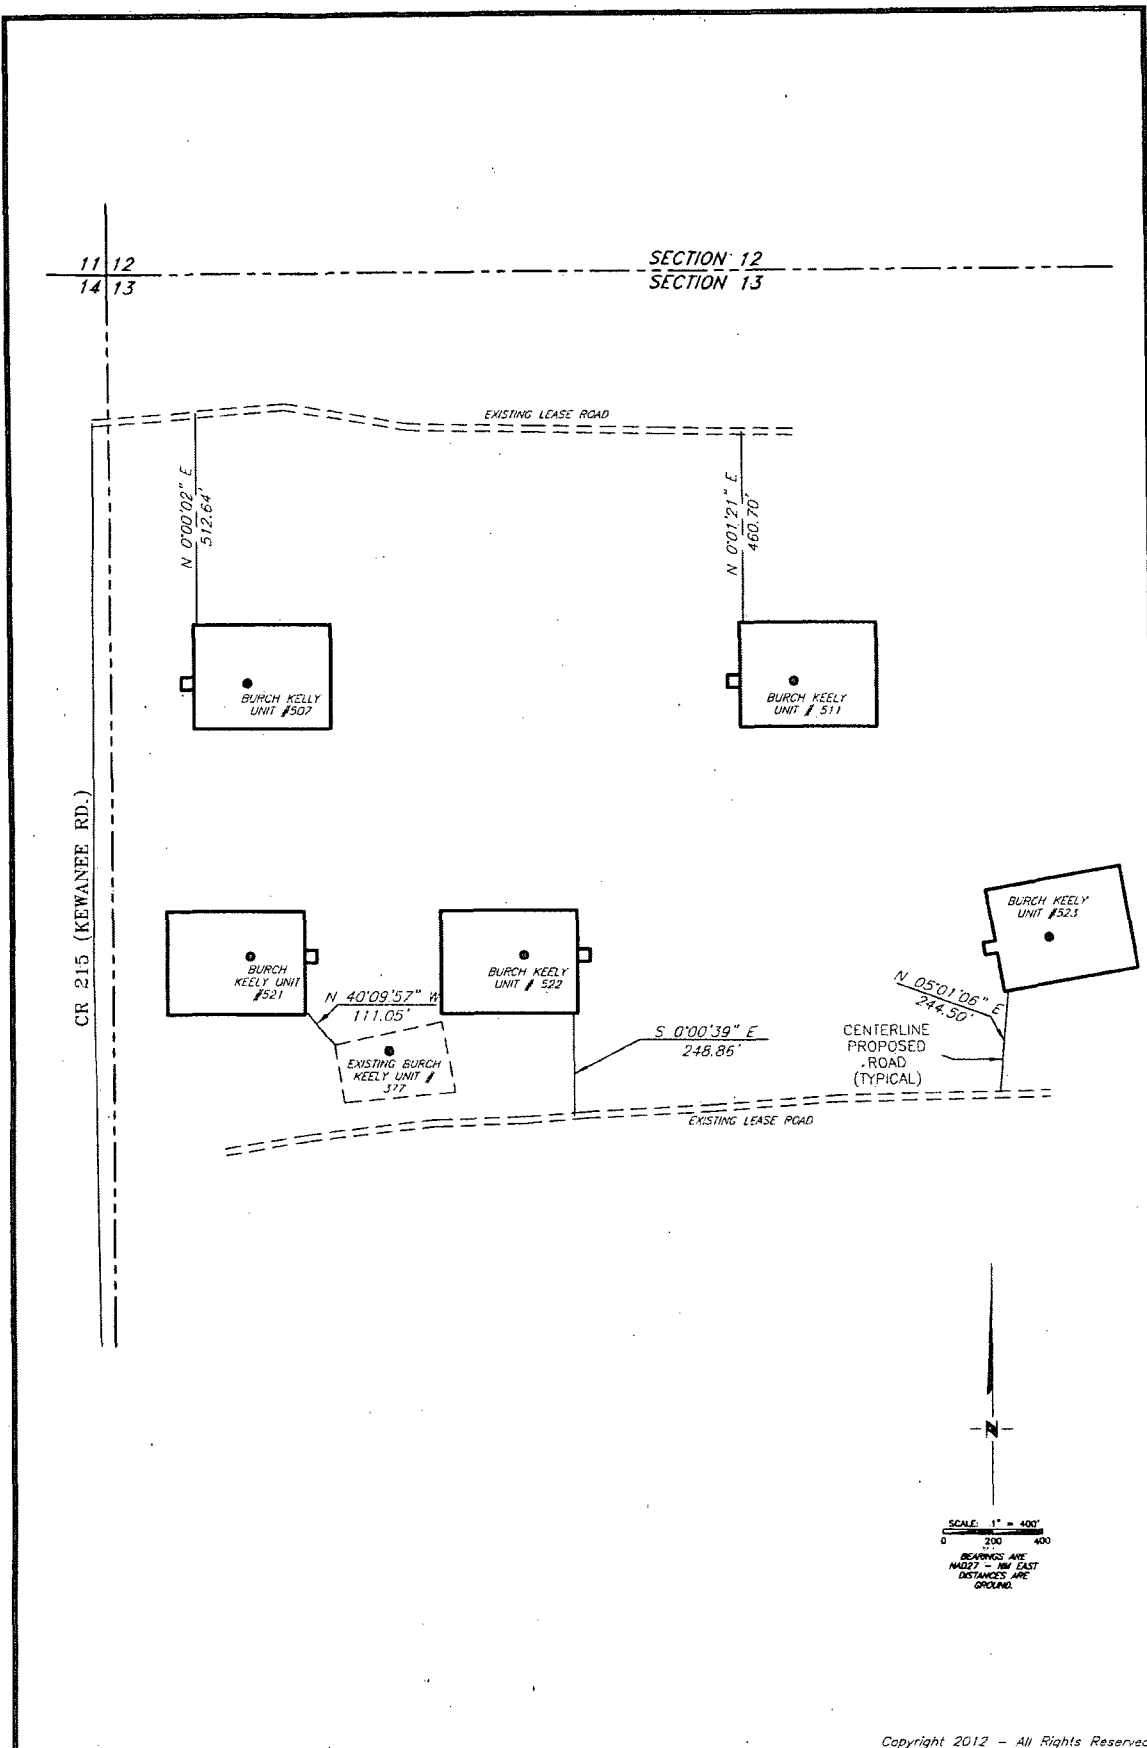 11 12
SECTION 12
14 13
SECTION 13
EXISTING LEASE ROAD
N 0°00'02" E
512.64'
N 0°01'21" E
460.70'
BURCH KELLY
UNIT #507
BURCH KEELY
UNIT # 511
CR 215 (KEWANEE RD.)
BURCH KEELY
UNIT #523
BURCH
KEELY UNIT
#521
BURCH KEELY
UNIT # 522
N 40°09'57" W
111.05'
N 05°01'06" E
244.50'
EXISTING BURCH
KEELY UNIT #
377
S 0°00'39" E
248.86'
CENTERLINE
PROPOSED
ROAD
(TYPICAL)
EXISTING LEASE ROAD
N
SCALE: 1" = 400'
0 200 400
BEARINGS ARE
NAD27 - NM EAST
DISTANCES ARE
GROUND.
Copyright 2012 - All Rights Reserved